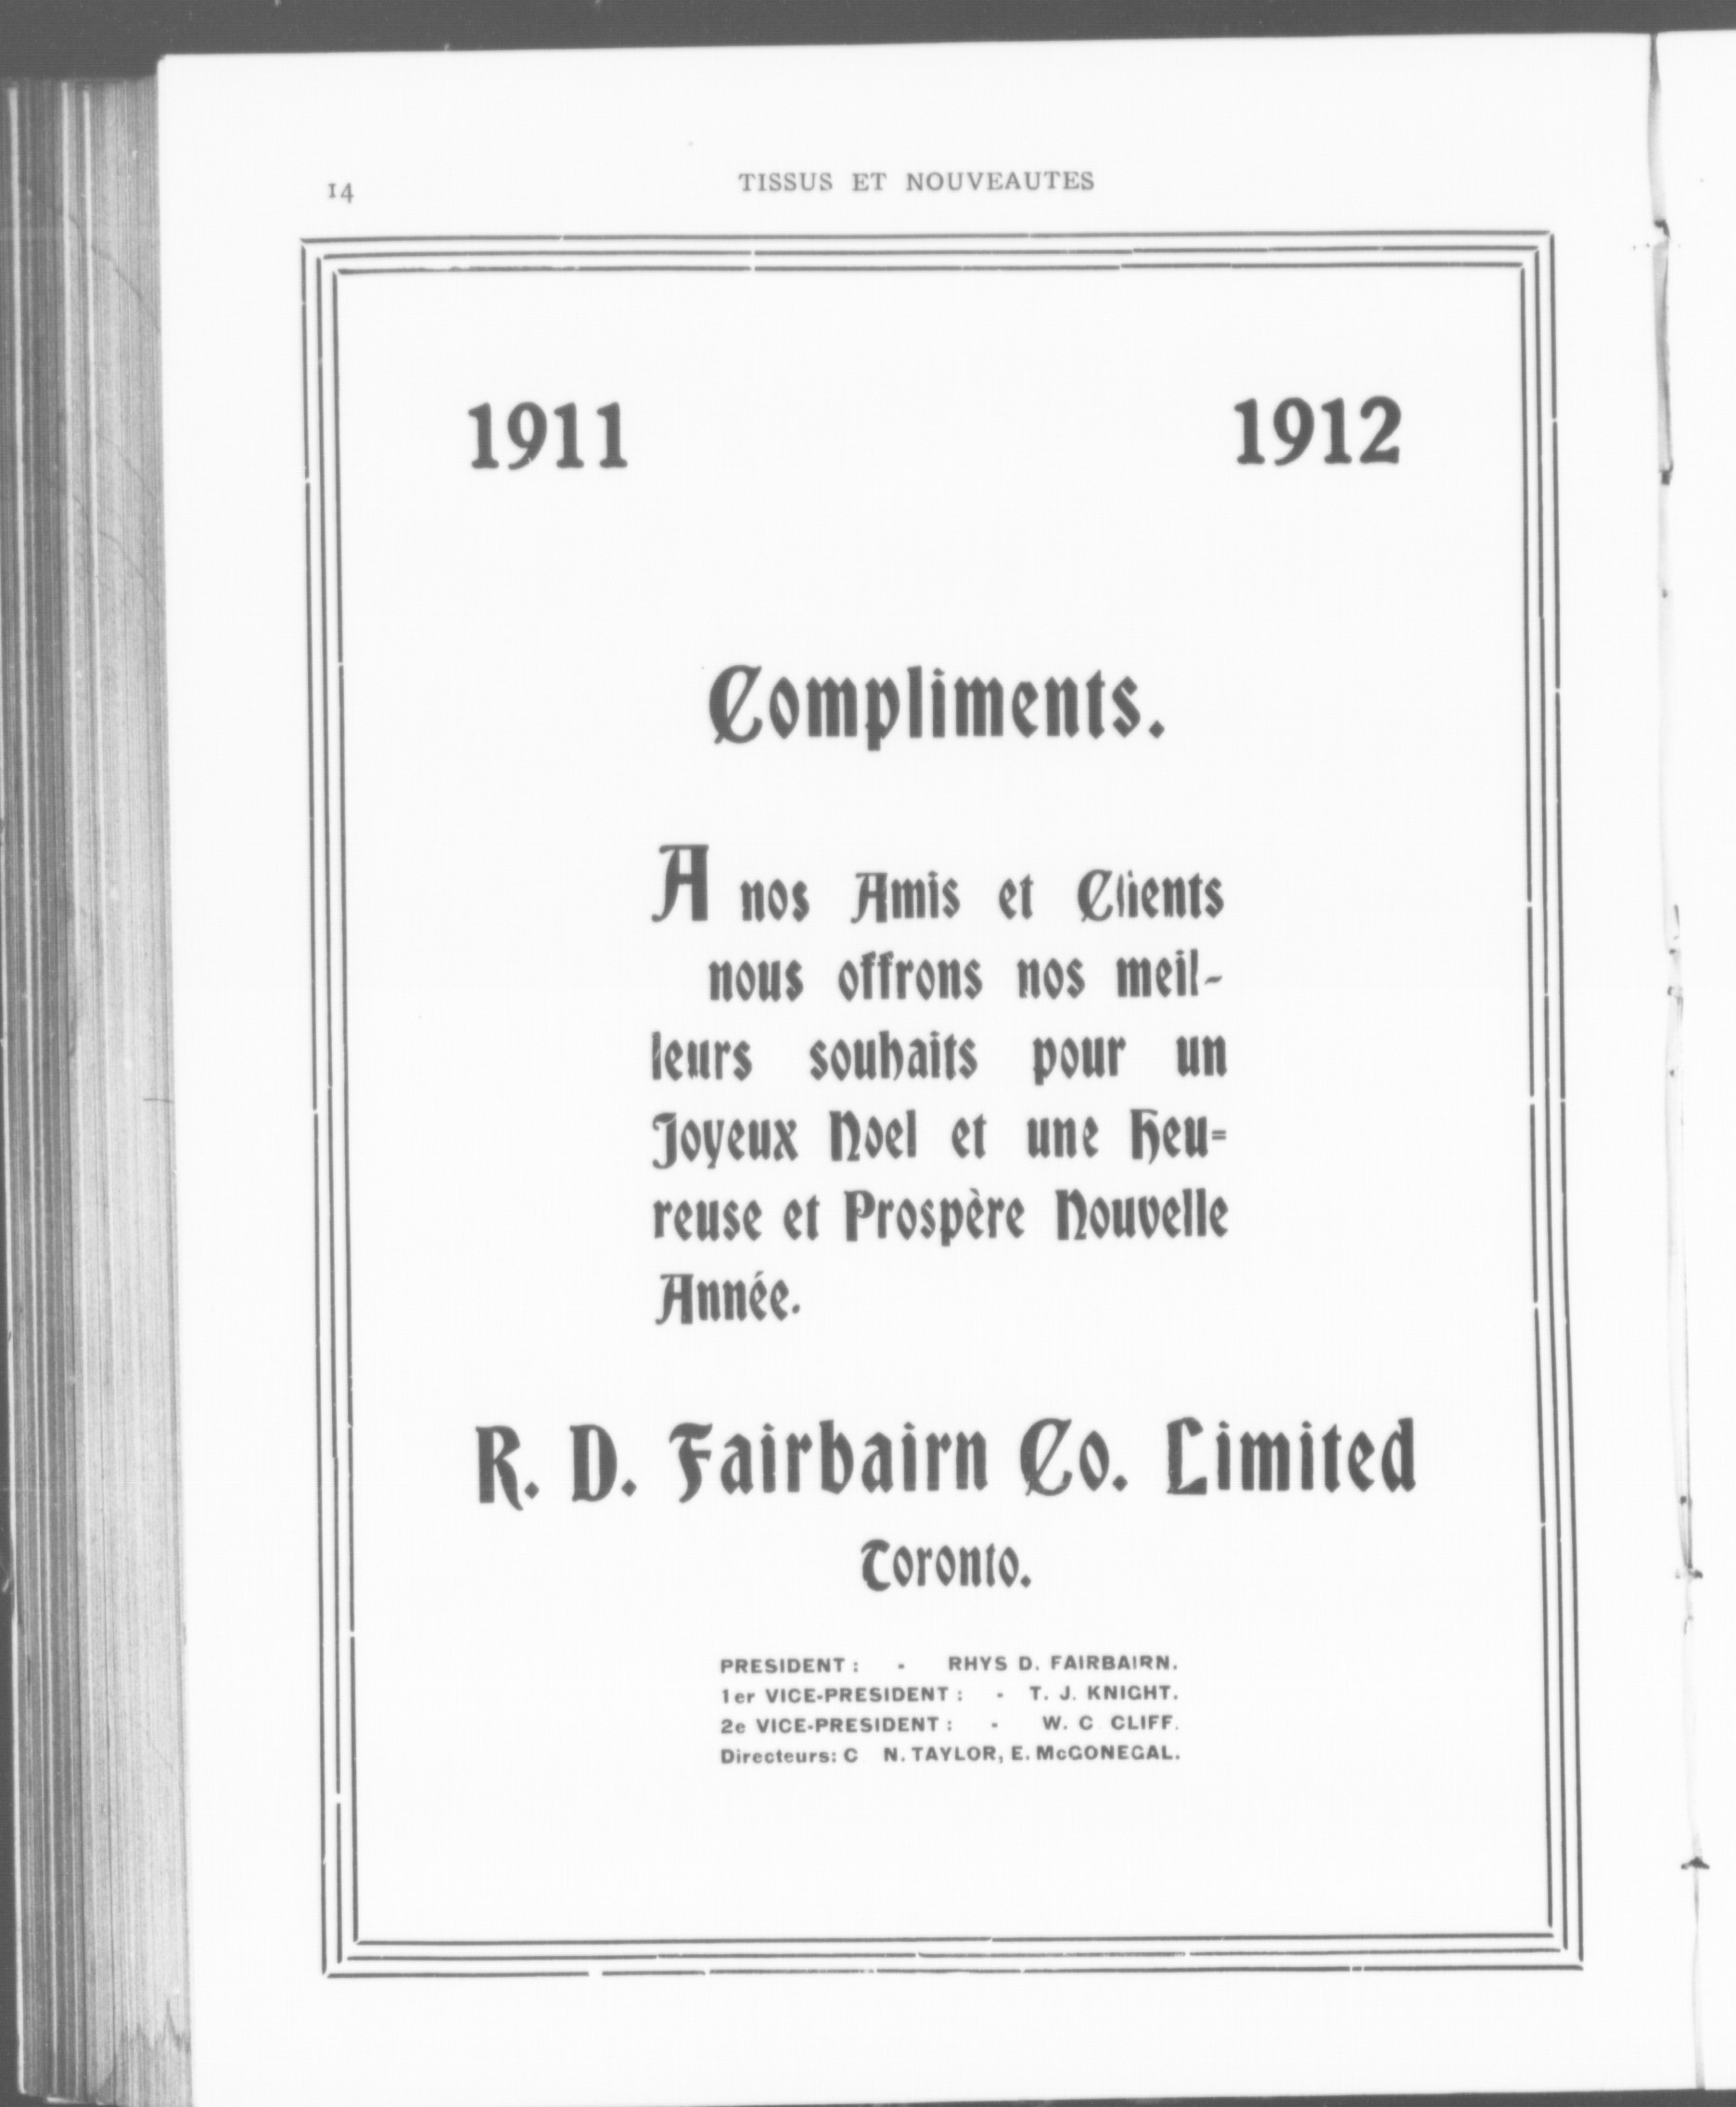 14
TISSUS ET NOUVEAUTES
1911 1912
Compliments.
A nos Amis et Clients
nous offrons nos meil-
leurs souhaits pour un
Joyeux Noel et une Heu-
reuse et Prospère Nouvelle
Année.
R. D. Fairbairn Co. Limited
Toronto.
PRESIDENT : - RHYS D. FAIRBAIRN.
1er VICE-PRESIDENT : - T. J. KNIGHT.
2e VICE-PRESIDENT : - W. C CLIFF.
Directeurs: C N. TAYLOR, E. McGONEGAL.